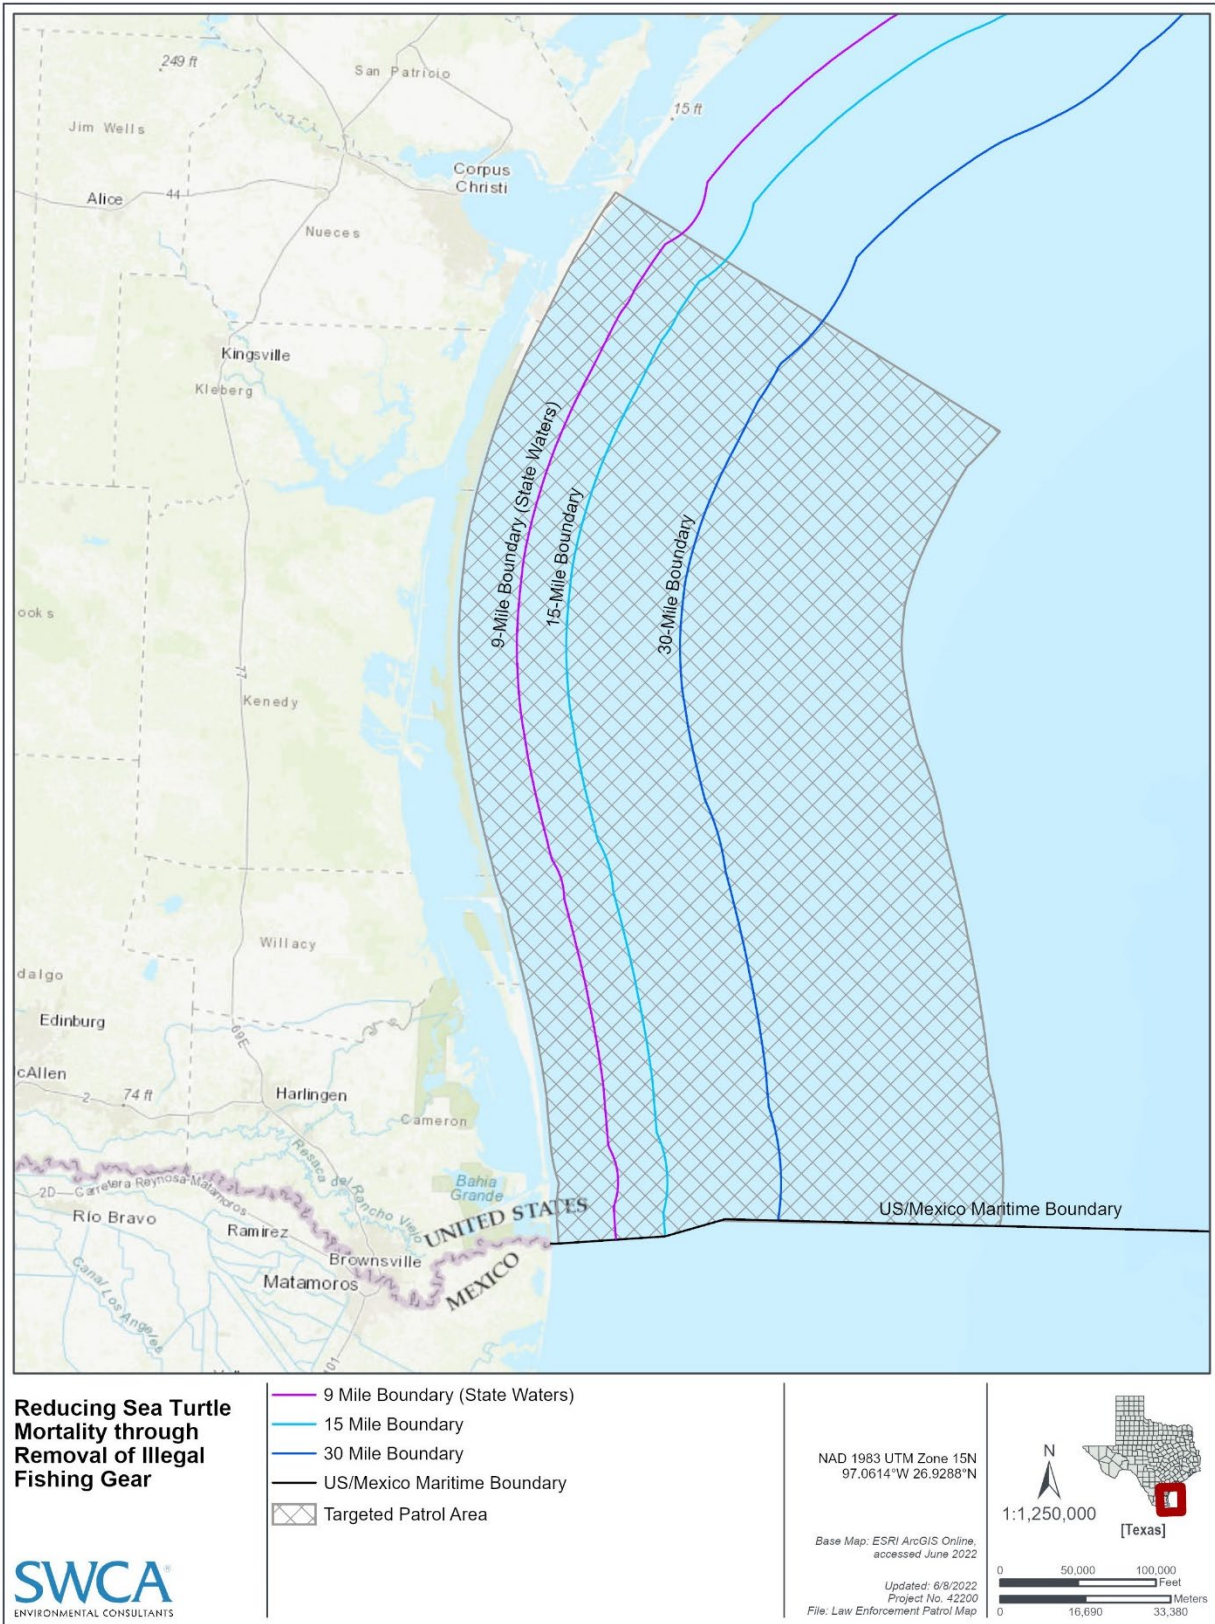 249 ft
San Patricio
15 ft
Jim Wells
Corpus
Christi
Alice
44
Nueces
Kingsville
Kleberg
9-Mile Boundary (State Waters)
15-Mile Boundary
30-Mile Boundary
ooks
77
Kenedy
Willacy
dalgo
Edinburg
69E
cAllen
2
74 ft
Harlingen
Cameron
Resaca del Rancho Viejo
Bahia
Grande
2D
Carretera Reynosa-Matamoros
UNITED STATES
US/Mexico Maritime Boundary
Río Bravo
Ramirez
Brownsville
MEXICO
Matamoros
Canal Los Angeles
101
Reducing Sea Turtle
Mortality through
Removal of Illegal
Fishing Gear
SWCA
ENVIRONMENTAL CONSULTANTS
9 Mile Boundary (State Waters)
15 Mile Boundary
30 Mile Boundary
US/Mexico Maritime Boundary
Targeted Patrol Area
NAD 1983 UTM Zone 15N
97.0614°W 26.9288°N
Base Map: ESRI ArcGIS Online,
accessed June 2022
Updated: 6/8/2022
Project No. 42200
File: Law Enforcement Patrol Map
N
1:1,250,000
[Texas]
0 50,000 100,000
Feet
Meters
0 16,690 33,380